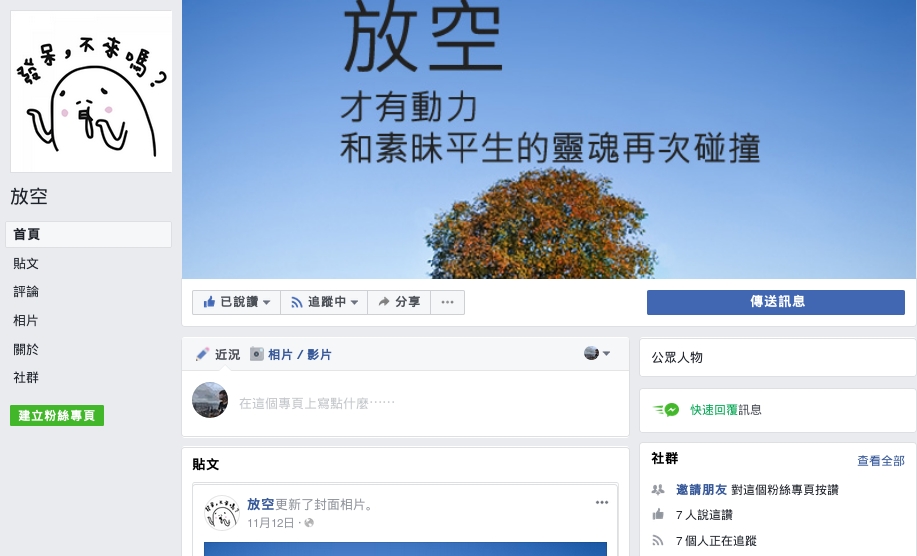 發呆，不來嗎？
放空
首頁
貼文
評論
相片
關於
社群
建立粉絲專頁
放空
才有動力
和素昧平生的靈魂再次碰撞
已說讚
追蹤中
分享
傳送訊息
近況
相片 / 影片
在這個專頁上寫點什麼……
貼文
發呆，不來嗎？
放空更新了封面相片。
11月12日 ·
公眾人物
快速回覆訊息
社群 查看全部
邀請朋友 對這個粉絲專頁按讚
7 人說這讚
7 個人正在追蹤